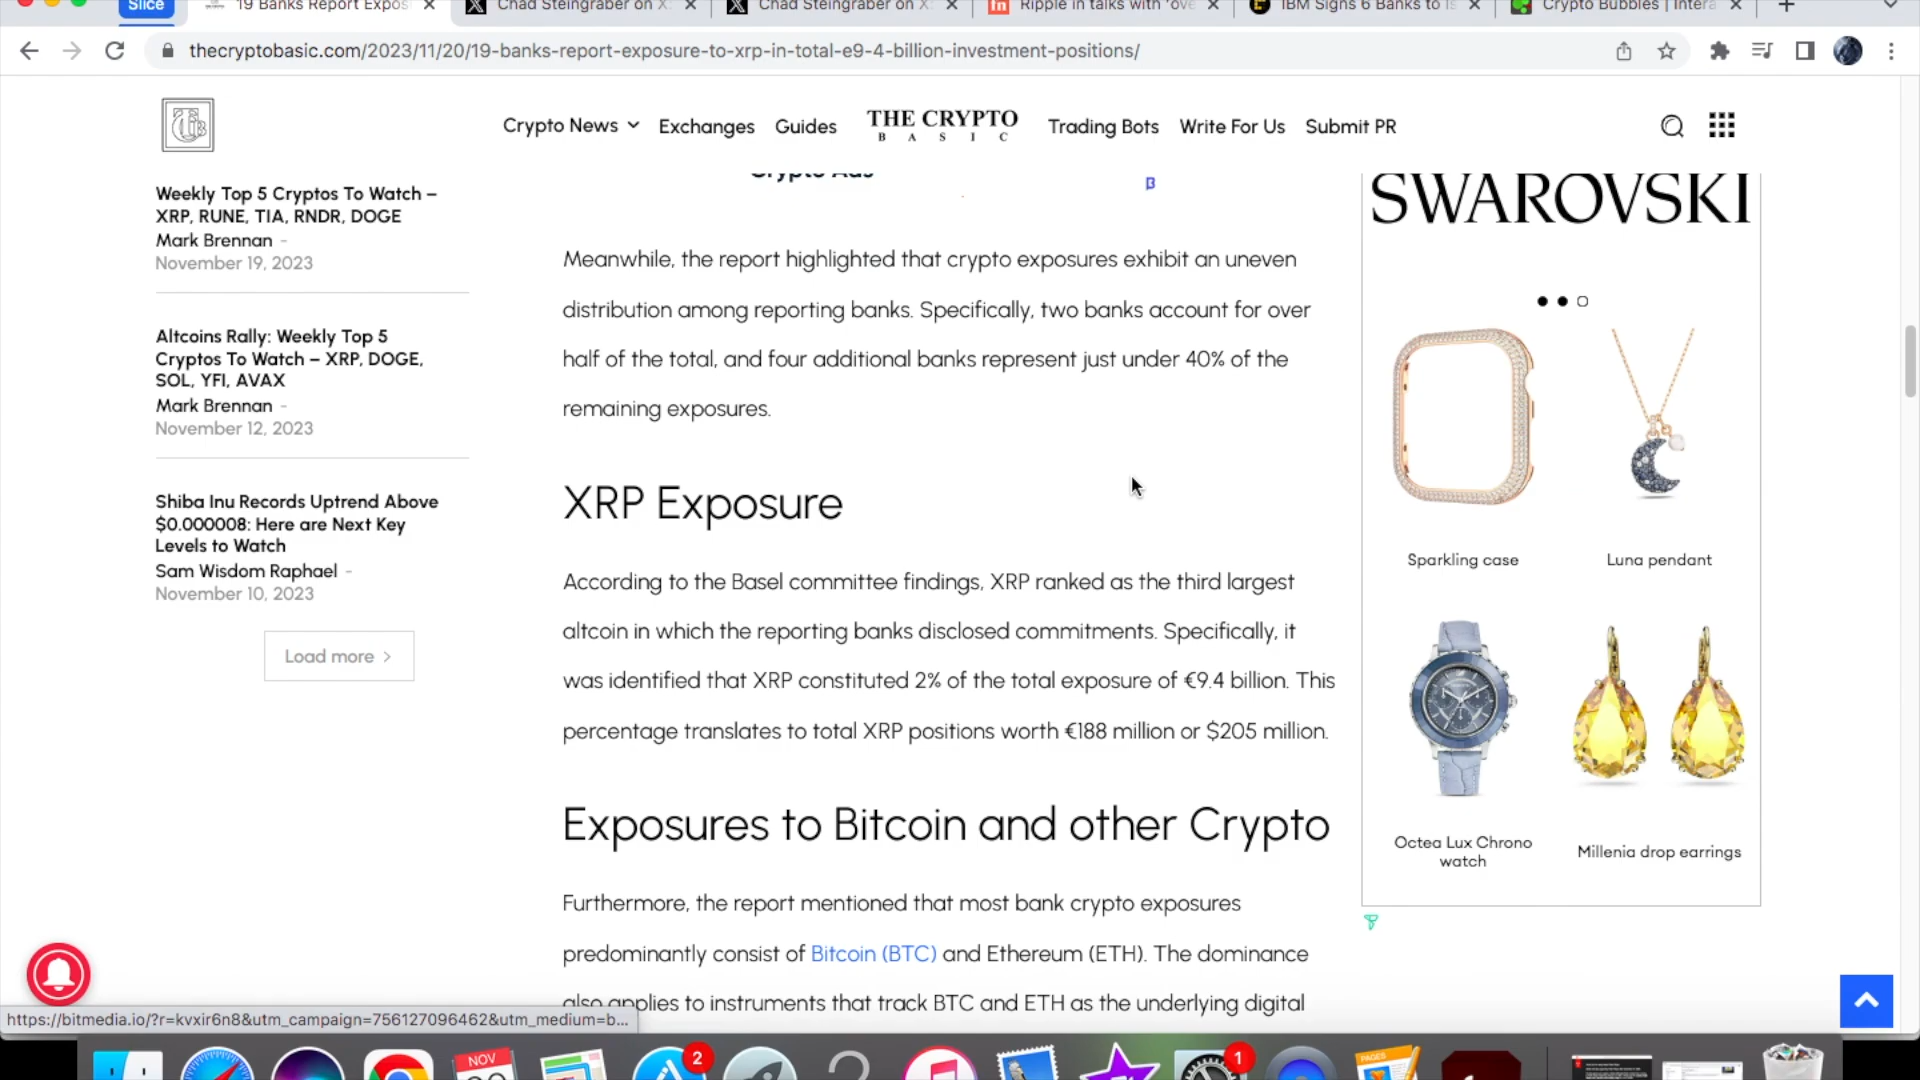 Slice
19 Banks Report Expos
Chad Steingraber on X:
Chad Steingraber on X:
Ripple in talks with 'ove
IBM Signs 6 Banks to Is
Crypto Bubbles | Intera
thecryptobasic.com/2023/11/20/19-banks-report-exposure-to-xrp-in-total-e9-4-billion-investment-positions/
Crypto News
Exchanges
Guides
THE CRYPTO
BASIC
Trading Bots
Write For Us
Submit PR
Weekly Top 5 Cryptos To Watch –
XRP, RUNE, TIA, RNDR, DOGE
Mark Brennan -
November 19, 2023
Altcoins Rally: Weekly Top 5
Cryptos To Watch – XRP, DOGE,
SOL, YFI, AVAX
Mark Brennan -
November 12, 2023
Shiba Inu Records Uptrend Above
$0.000008: Here are Next Key
Levels to Watch
Sam Wisdom Raphael -
November 10, 2023
Load more >
Crypto Ads
Meanwhile, the report highlighted that crypto exposures exhibit an uneven
distribution among reporting banks. Specifically, two banks account for over
half of the total, and four additional banks represent just under 40% of the
remaining exposures.
XRP Exposure
According to the Basel committee findings, XRP ranked as the third largest
altcoin in which the reporting banks disclosed commitments. Specifically, it
was identified that XRP constituted 2% of the total exposure of €9.4 billion. This
percentage translates to total XRP positions worth €188 million or $205 million.
Exposures to Bitcoin and other Crypto
Furthermore, the report mentioned that most bank crypto exposures
predominantly consist of Bitcoin (BTC) and Ethereum (ETH). The dominance
also applies to instruments that track BTC and ETH as the underlying digital
SWAROVSKI
Sparkling case
Luna pendant
Octea Lux Chrono
watch
Millenia drop earrings
https://bitmedia.io/?r=kvxir6n8&utm_campaign=756127096462&utm_medium=b...
NOV
2
1
PAGES